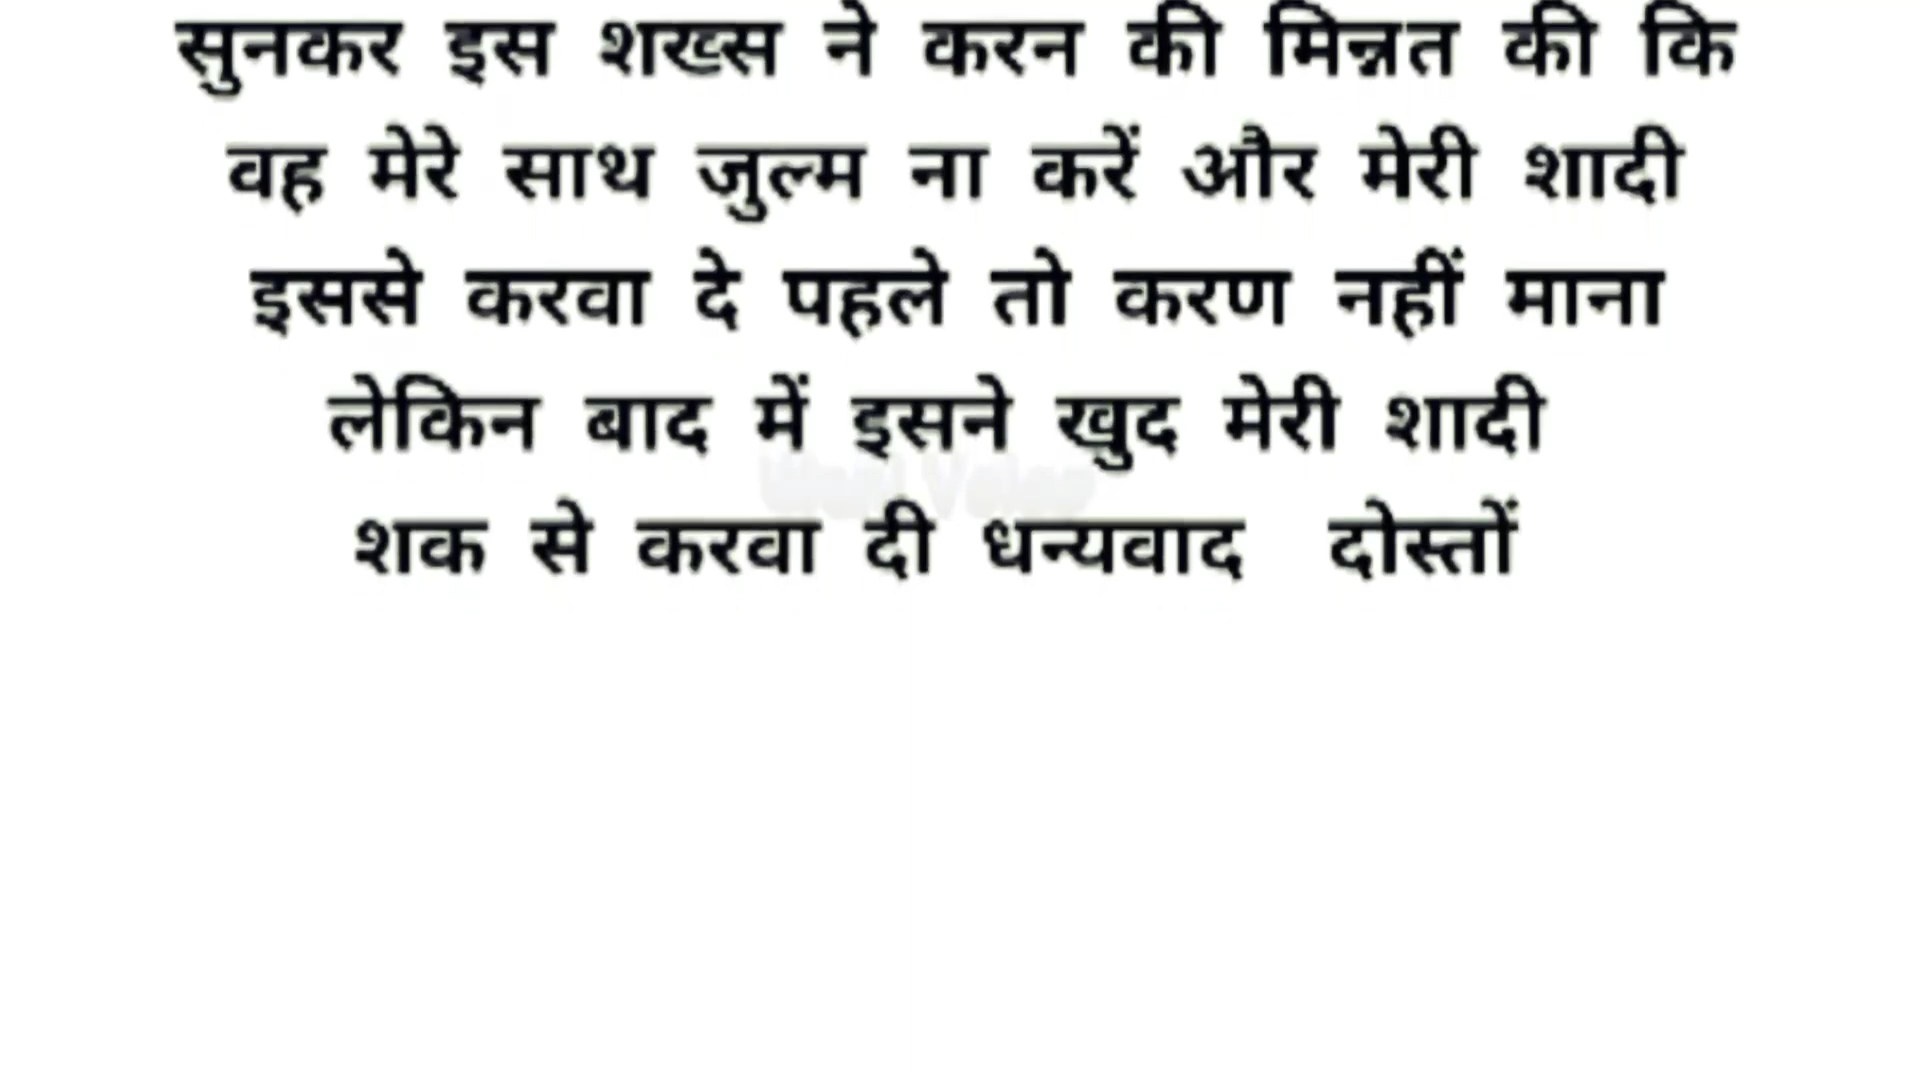 सुनकर इस शख्स ने करन की मिन्नत की कि
वह मेरे साथ जुल्म ना करें और मेरी शादी
इससे करवा दे पहले तो करण नहीं माना
लेकिन बाद में इसने खुद मेरी शादी
शक से करवा दी धन्यवाद दोस्तों